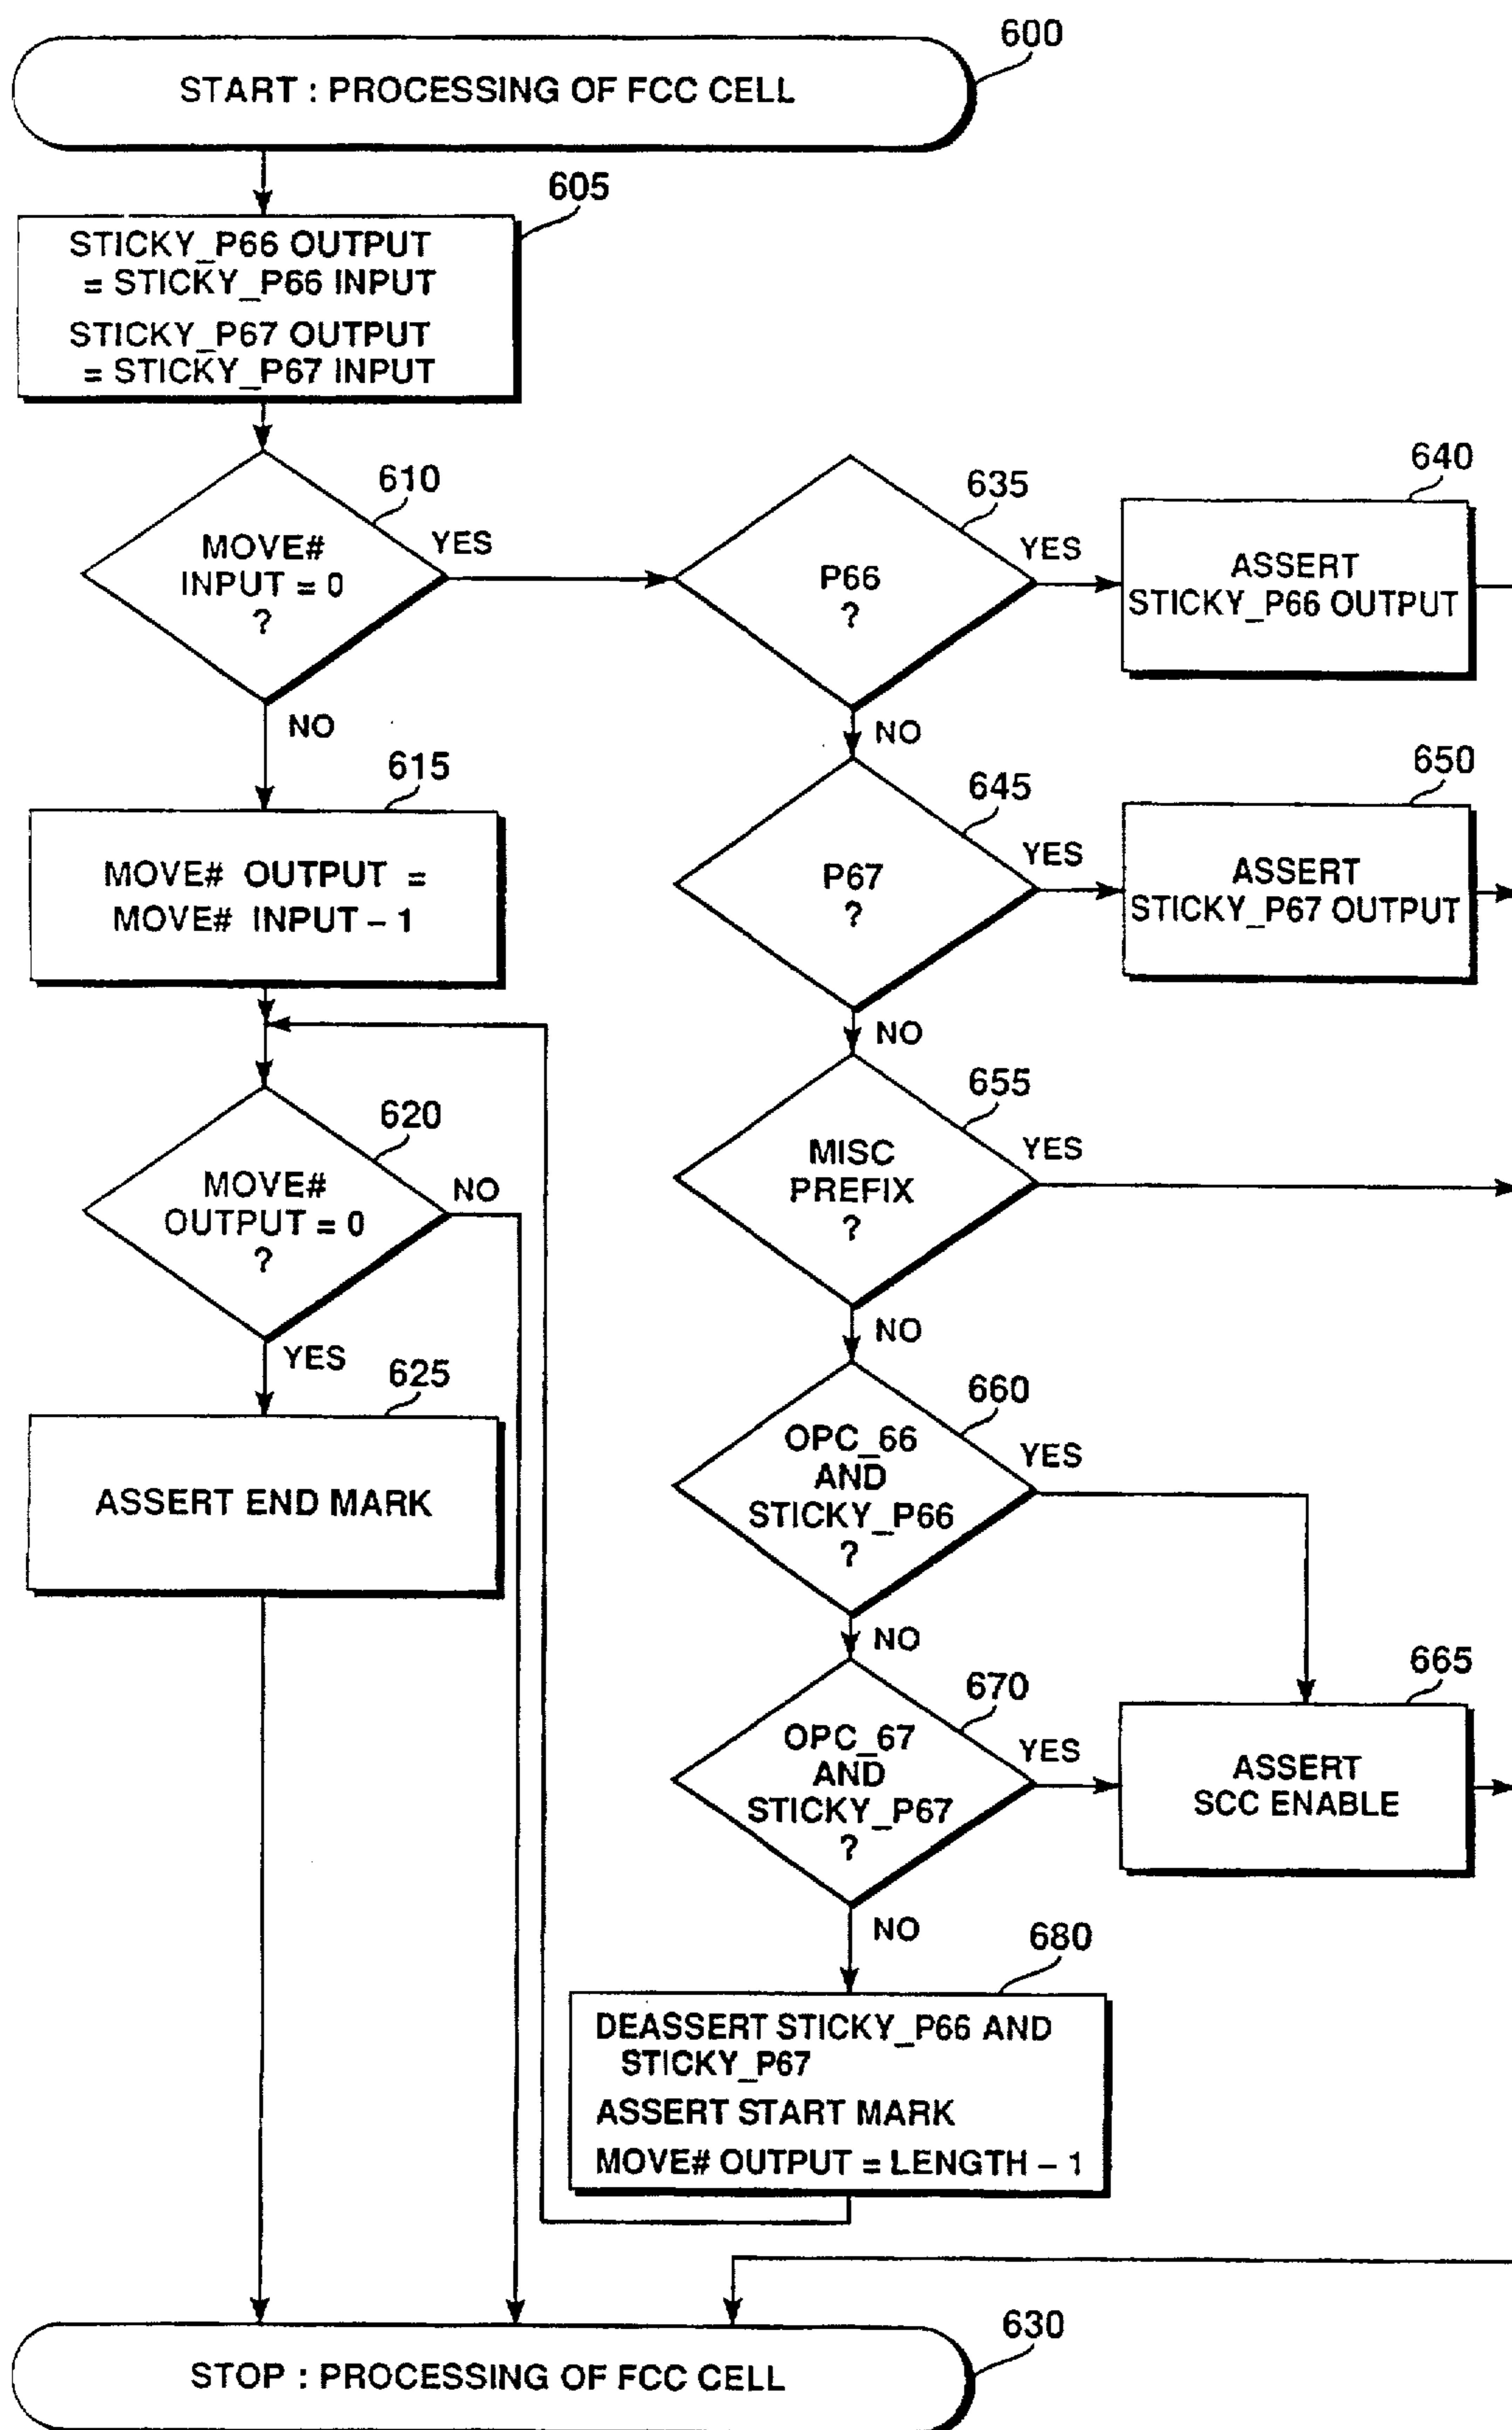 600
START : PROCESSING OF FCC CELL
605
STICKY_P66 OUTPUT
= STICKY_P66 INPUT
STICKY_P67 OUTPUT
= STICKY_P67 INPUT
610
MOVE#
INPUT = 0
?
YES
NO
615
MOVE# OUTPUT =
MOVE# INPUT – 1
620
MOVE#
OUTPUT = 0
?
NO
YES
625
ASSERT END MARK
635
P66
?
YES
NO
640
ASSERT
STICKY_P66 OUTPUT
645
P67
?
YES
NO
650
ASSERT
STICKY_P67 OUTPUT
655
MISC
PREFIX
?
YES
NO
660
OPC_66
AND
STICKY_P66
?
YES
NO
665
ASSERT
SCC ENABLE
670
OPC_67
AND
STICKY_P67
?
YES
NO
680
DEASSERT STICKY_P66 AND
STICKY_P67
ASSERT START MARK
MOVE# OUTPUT = LENGTH – 1
630
STOP : PROCESSING OF FCC CELL